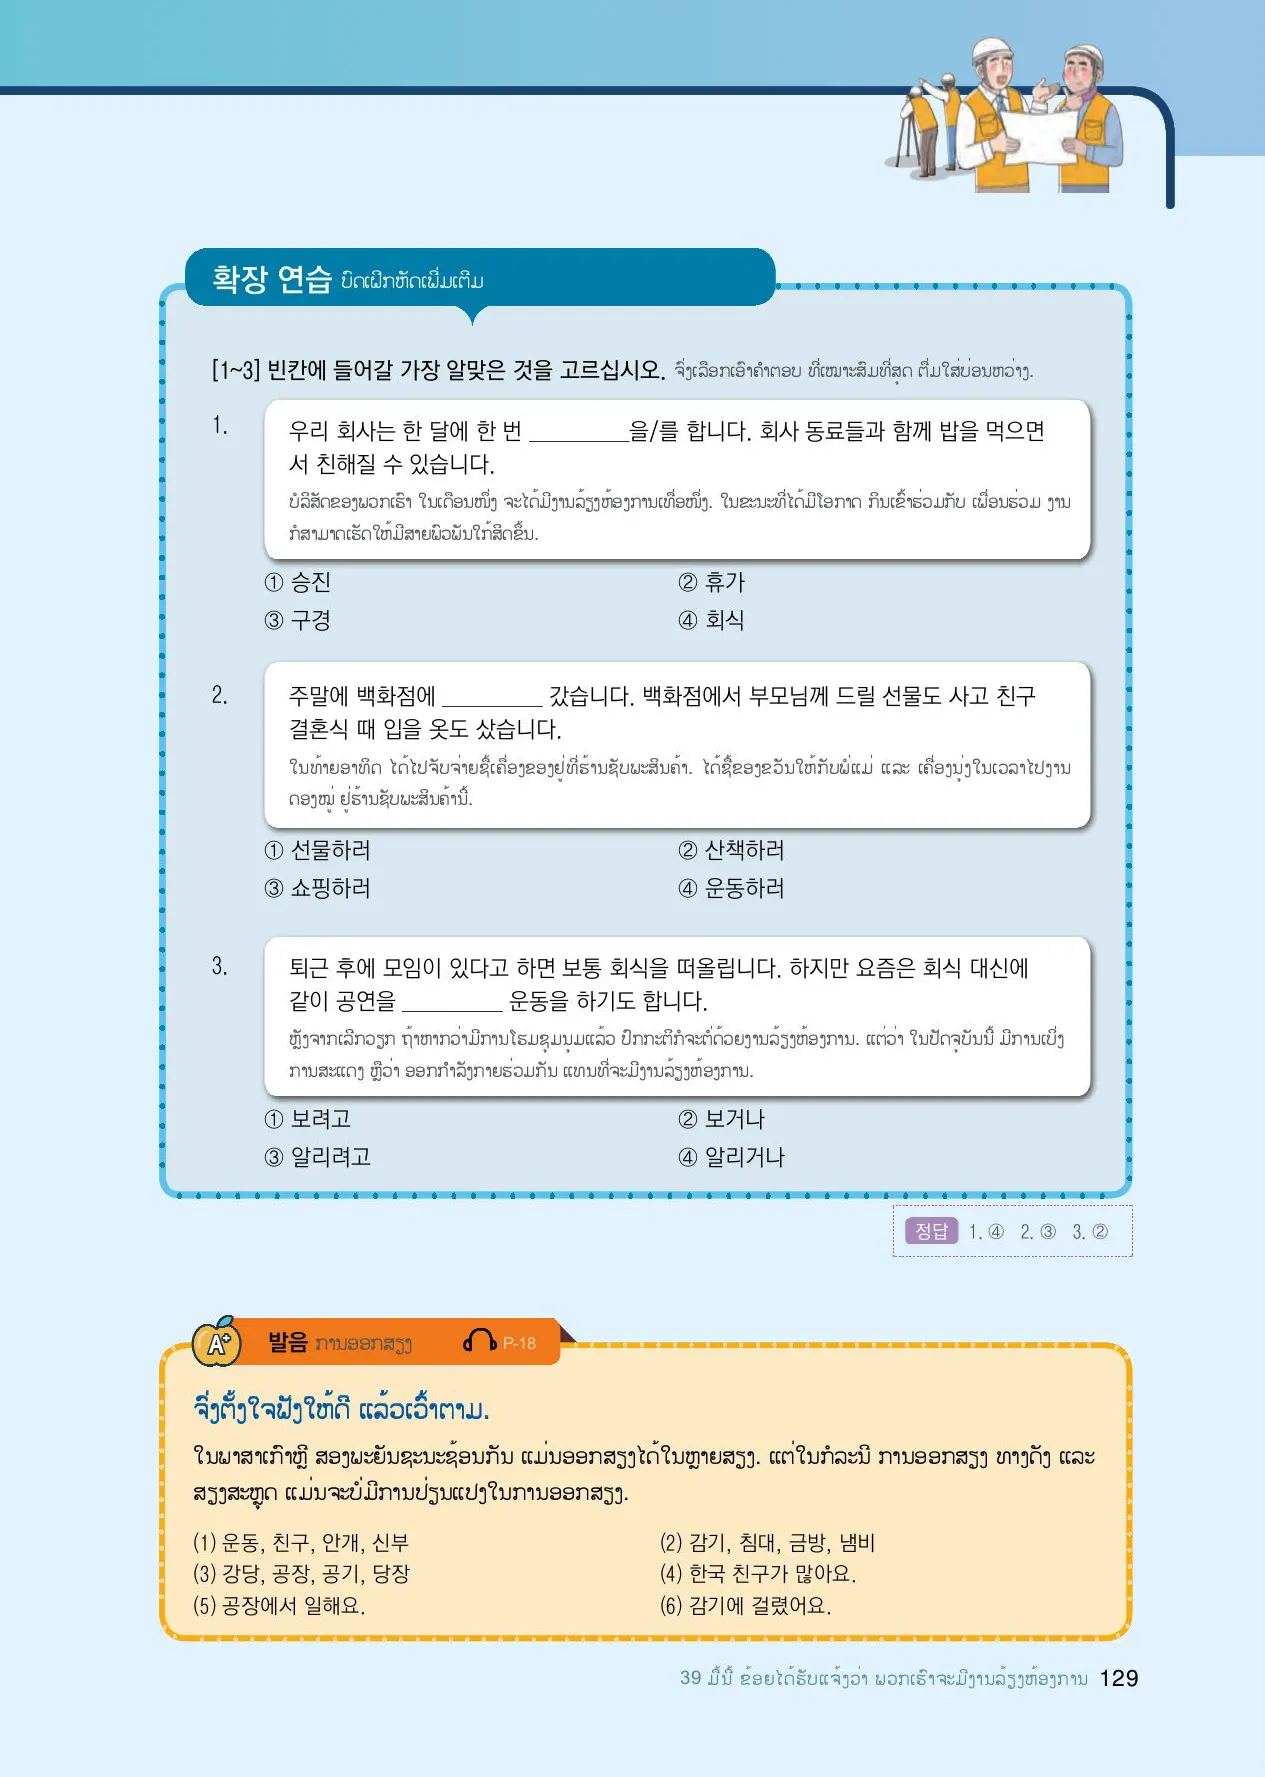 확장 연습 ບົດເຝິກຫັດເພີ່ມເຕີມ
[1~3] 빈칸에 들어갈 가장 알맞은 것을 고르십시오. ຈົ່ງເລືອກເອົາຄຳຕອບ ທີ່ເໝາະສົມທີ່ສຸດ ຕື່ມໃສ່ບ່ອນຫວ່າງ.
1. 우리 회사는 한 달에 한 번 _________을/를 합니다. 회사 동료들과 함께 밥을 먹으면
서 친해질 수 있습니다.
ບໍລິສັດຂອງພວກເຮົາ ໃນເດືອນໜຶ່ງ ຈະໄດ້ມີງານລ້ຽງຫ້ອງການເທື່ອໜຶ່ງ. ໃນຂະນະທີ່ໄດ້ມີໂອກາດ ກິນເຂົ້າຮ່ວມກັບ ເພື່ອນຮ່ວມ ງານ
ກໍສາມາດເຮັດໃຫ້ມີສາຍພົວພັນໃກ້ສິດຂຶ້ນ.
① 승진 ② 휴가
③ 구경 ④ 회식
2. 주말에 백화점에 _________ 갔습니다. 백화점에서 부모님께 드릴 선물도 사고 친구
결혼식 때 입을 옷도 샀습니다.
ໃນທ້າຍອາທິດ ໄດ້ໄປຈັບຈ່າຍຊື້ເຄື່ອງຂອງຢູ່ທີ່ຮ້ານຊັບພະສິນຄ້າ. ໄດ້ຊື້ຂອງຂວັນໃຫ້ກັບພໍ່ແມ່ ແລະ ເຄື່ອງນຸ່ງໃນເວລາໄປງານ
ດອງໝູ່ ຢູ່ຮ້ານຊັບພະສິນຄ້ານີ້.
① 선물하러 ② 산책하러
③ 쇼핑하러 ④ 운동하러
3. 퇴근 후에 모임이 있다고 하면 보통 회식을 떠올립니다. 하지만 요즘은 회식 대신에
같이 공연을 _________ 운동을 하기도 합니다.
ຫຼັງຈາກເລີກວຽກ ຖ້າຫາກວ່າມີການໂຮມຊຸມນຸມແລ້ວ ປົກກະຕິກໍຈະຕໍ່ດ້ວຍງານລ້ຽງຫ້ອງການ. ແຕ່ວ່າ ໃນປັດຈຸບັນນີ້ ມີການເບິ່ງ
ການສະແດງ ຫຼືວ່າ ອອກກຳລັງກາຍຮ່ວມກັນ ແທນທີ່ຈະມີງານລ້ຽງຫ້ອງການ.
① 보려고 ② 보거나
③ 알리려고 ④ 알리거나
정답 1. ④ 2. ③ 3. ②
A+ 발음 ການອອກສຽງ P-18
ຈົ່ງຕັ້ງໃຈຟັງໃຫ້ດີ ແລ້ວເວົ້າຕາມ.
ໃນພາສາເກົາຫຼີ ສອງພະຍັນຊະນະຊ້ອນກັນ ແມ່ນອອກສຽງໄດ້ໃນຫຼາຍສຽງ. ແຕ່ໃນກໍລະນີ ການອອກສຽງ ທາງດັງ ແລະ
ສຽງສະຫຼຸດ ແມ່ນຈະບໍ່ມີການປ່ຽນແປງໃນການອອກສຽງ.
(1) 운동, 친구, 안개, 신부 (2) 감기, 침대, 금방, 냄비
(3) 강당, 공장, 공기, 당장 (4) 한국 친구가 많아요.
(5) 공장에서 일해요. (6) 감기에 걸렸어요.
39 ມື້ນີ້ ຂ້ອຍໄດ້ຮັບແຈ້ງວ່າ ພວກເຮົາຈະມີງານລ້ຽງຫ້ອງການ 129